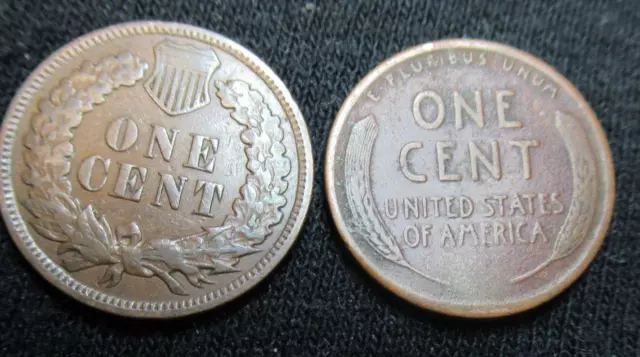 ONE
CENT
E·PLURIBUS·UNUM
ONE
CENT
UNITED STATES
OF AMERICA